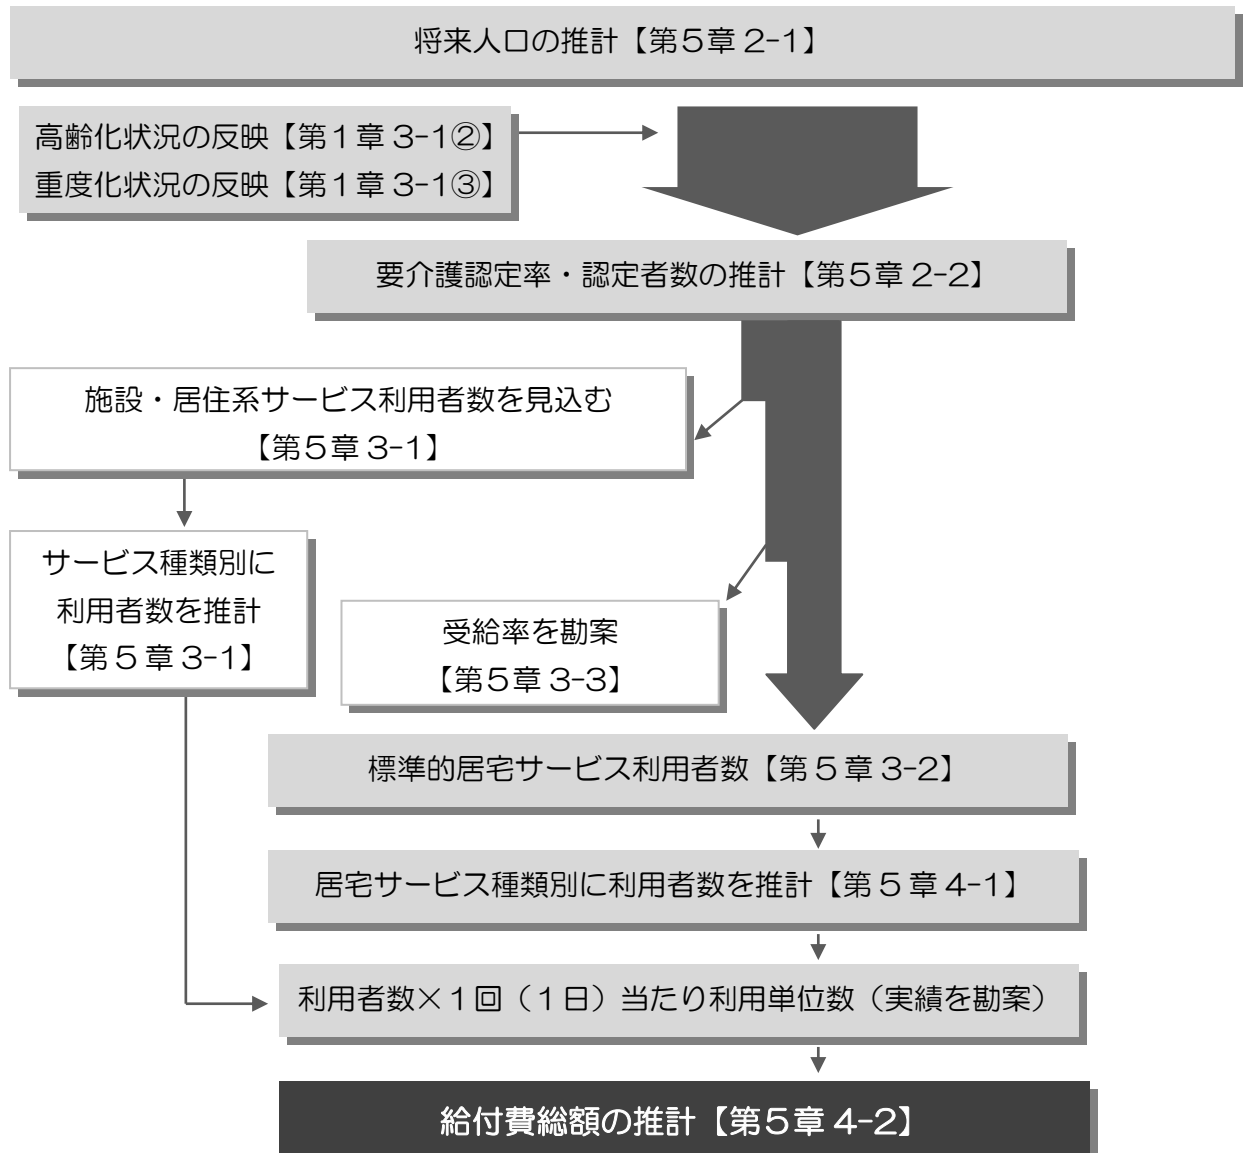 将来人口の推計【第５章 2-1】
高齢化状況の反映【第１章 3-1②】
重度化状況の反映【第１章 3-1③】
要介護認定率・認定者数の推計【第５章 2-2】
施設・居住系サービス利用者数を見込む
【第５章 3-1】
サービス種類別に
利用者数を推計
【第５章 3-1】
受給率を勘案
【第５章 3-3】
標準的居宅サービス利用者数【第５章 3-2】
居宅サービス種類別に利用者数を推計【第５章 4-1】
利用者数×１回（１日）当たり利用単位数（実績を勘案）
給付費総額の推計【第５章 4-2】